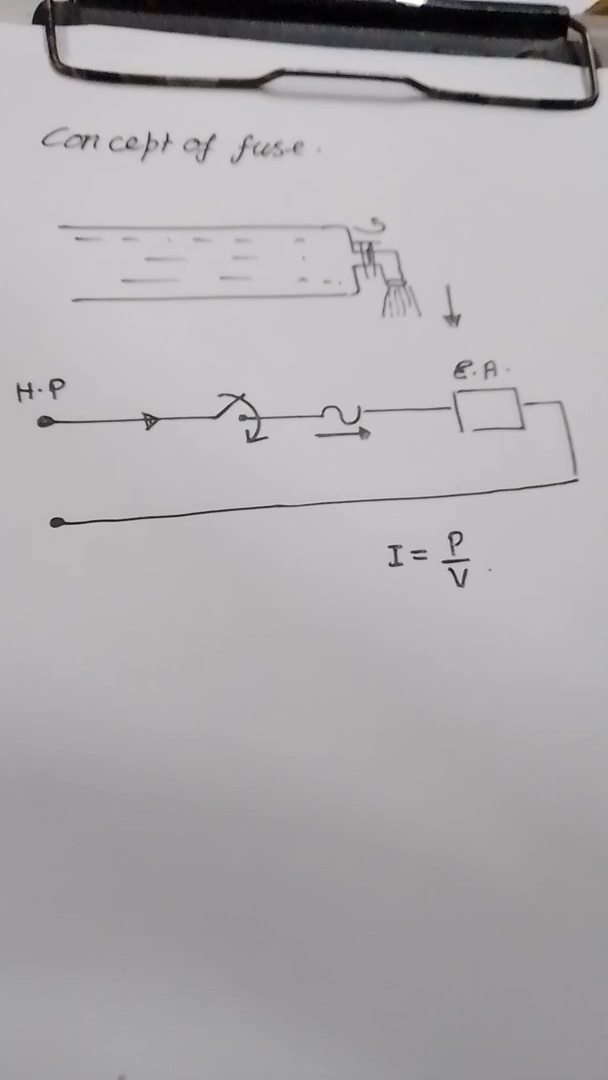 Concept of fuse.
H.P
E.A.
I = P/V